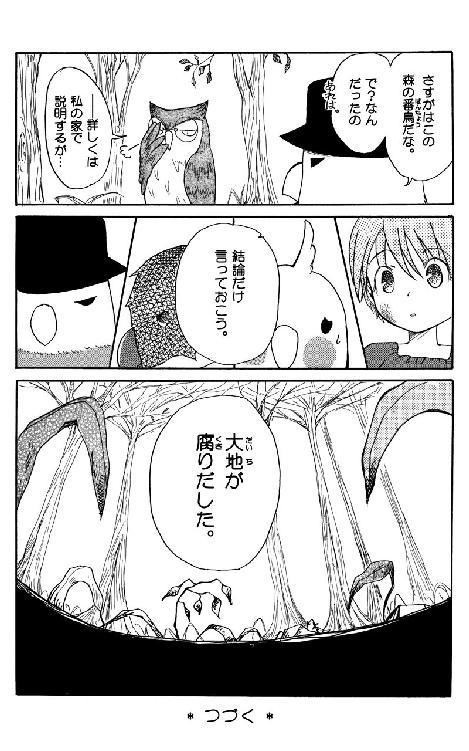 さすがはこの
森の番鳥だな。
で?なん
だったの
あれは。
――詳しくは
私の家で
説明するが…
結論だけ
言っておこう。
大地が
腐りだした。
* つづく *